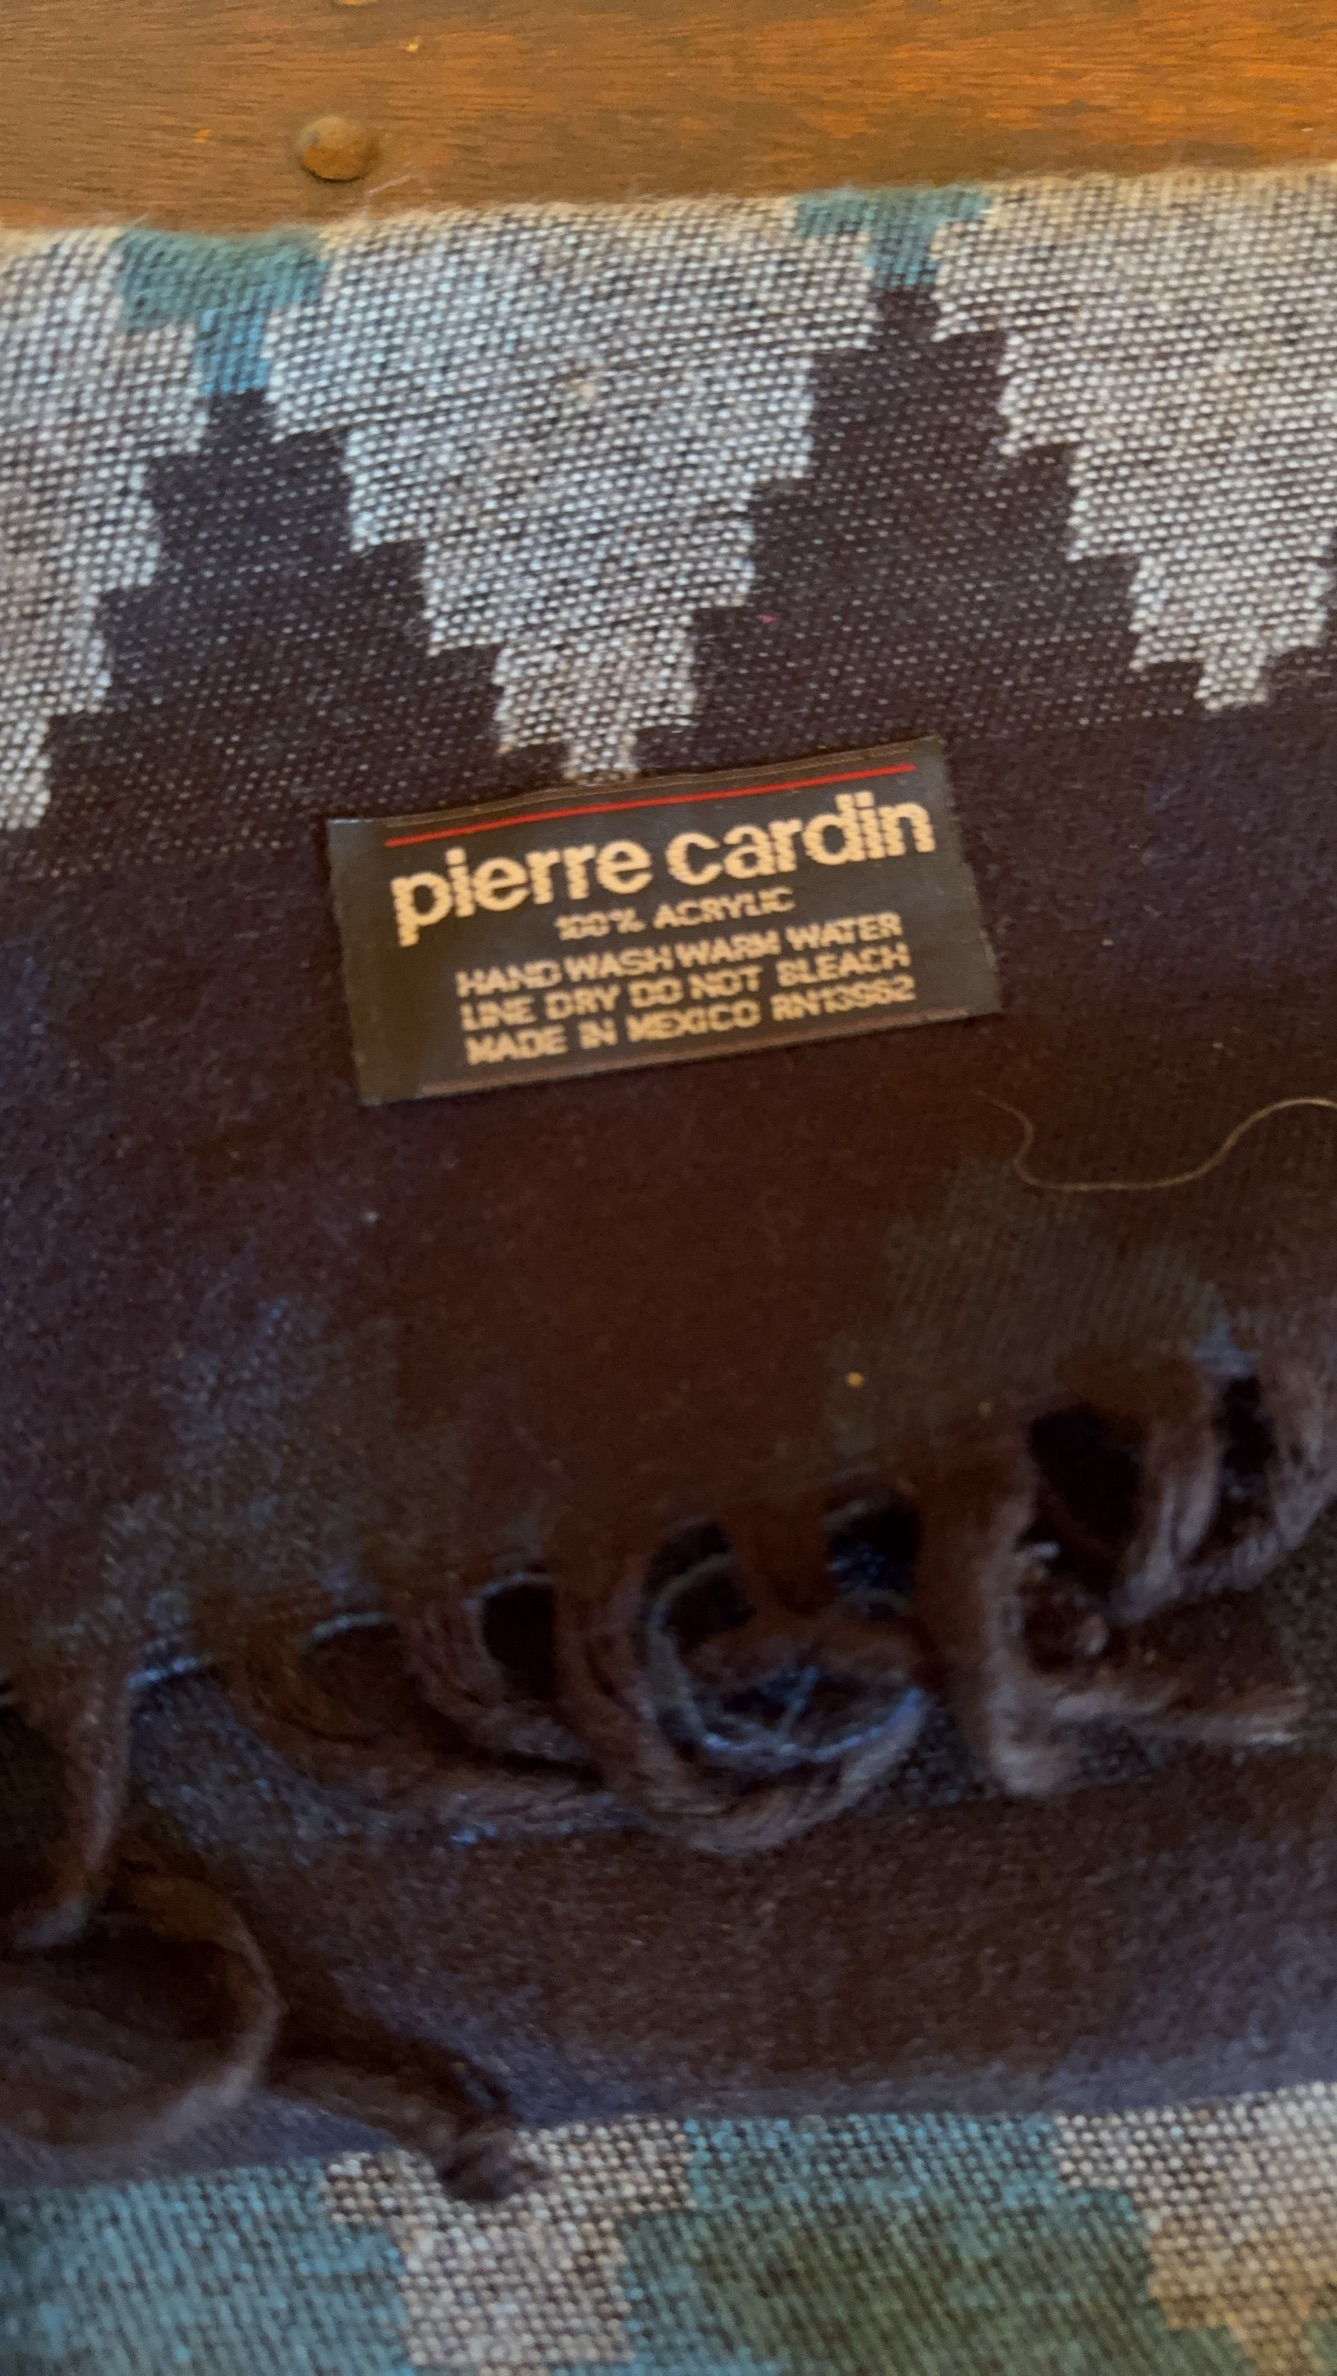 pierre cardin
100% ACRYLIC
HAND WASH WARM WATER
LINE DRY DO NOT BLEACH
MADE IN MEXICO RN13962